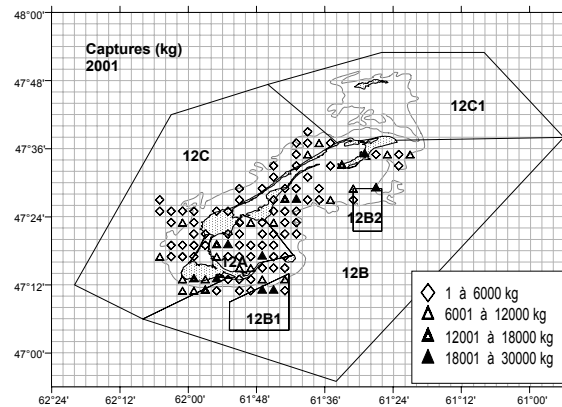 48° 00'
Captures (kg)
2001
47° 48'
12C1
47° 36'
12C
47° 24'
12B2
12A
12B
47° 12'
12B1
1 à 6000 kg
6001 à 12000 kg
12001 à 18000 kg
18001 à 30000 kg
47° 00'
62° 24' 62° 12' 62° 00' 61° 48' 61° 36' 61° 24' 61° 12' 61° 00'